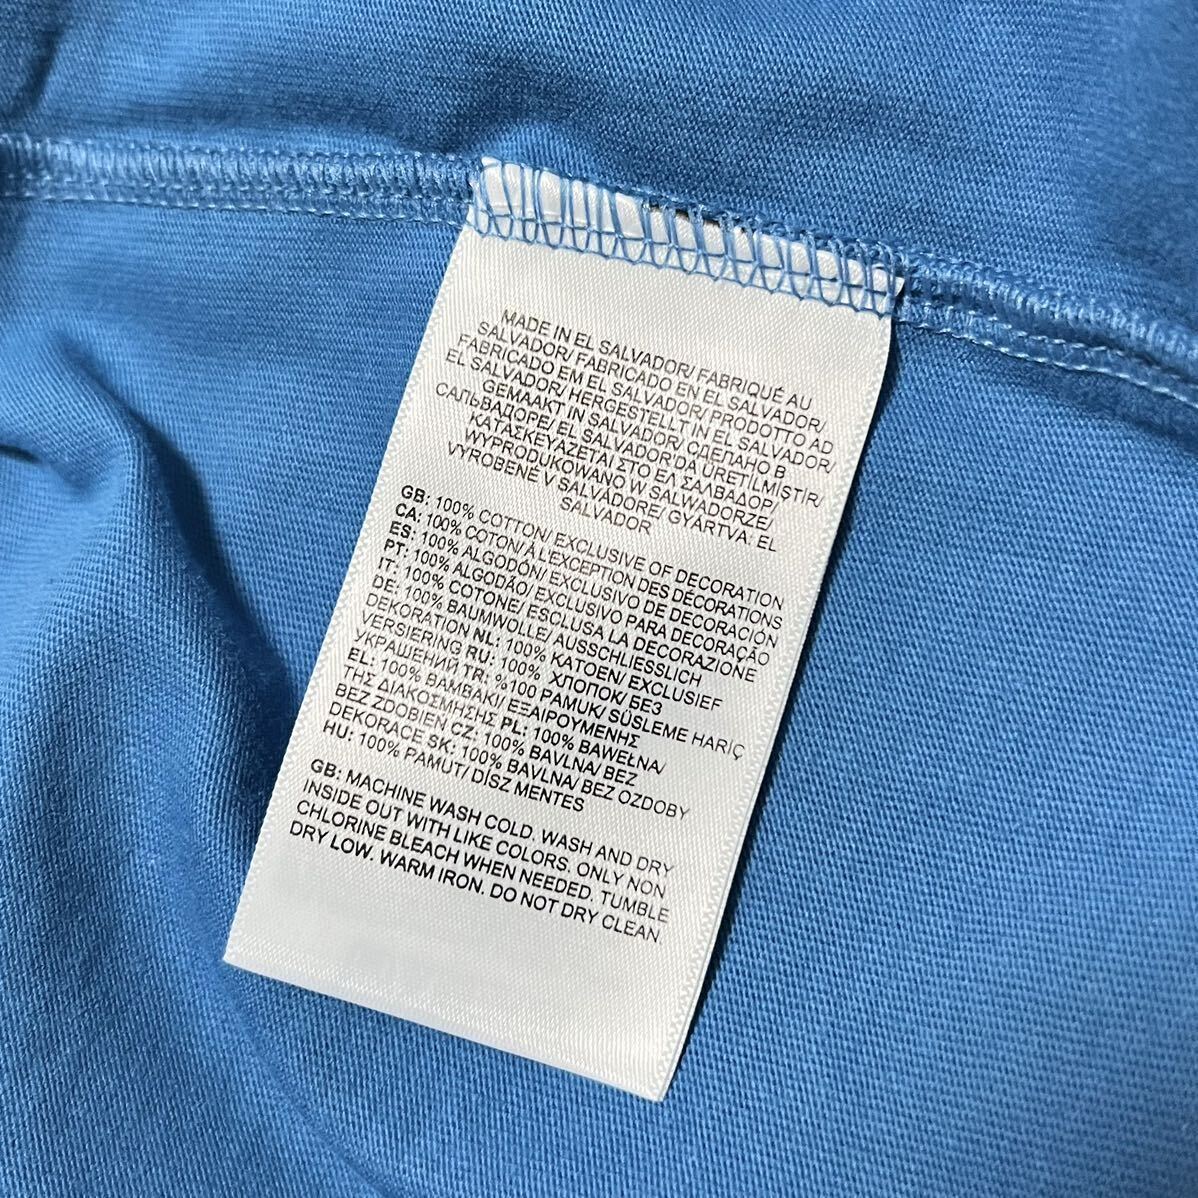 MADE IN EL SALVADOR/ FABRIQUÉ AU
SALVADOR/ FABRICADO EN EL SALVADOR/
FABRICADO EM EL SALVADOR/ PRODOTTO AD
EL SALVADOR/ HERGESTELLT IN EL SALVADOR/
GEMAAKT IN SALVADOR/ СДЕЛАНО В
САЛЬВАДОРЕ/ EL SALVADOR'DA ÜRETİLMİŞTİR/
ΚΑΤΑΣΚΕΥΑΖΕΤΑΙ ΣΤΟ ΕΛ ΣΑΛΒΑΔΟΡ/
WYPRODUKOWANO W SALWADORZE/
VYROBENÉ V SALVÁDORE/ GYÁRTVA: EL
SALVADOR
GB: 100% COTTON/ EXCLUSIVE OF DECORATION
CA: 100% COTON/ À L'EXCEPTION DES DÉCORATIONS
ES: 100% ALGODÓN/ EXCLUSIVO DE DECORACIÓN
PT: 100% ALGODÃO/ EXCLUSIVO PARA DECORAÇÃO
IT: 100% COTONE/ ESCLUSA LA DECORAZIONE
DE: 100% BAUMWOLLE/ AUSSCHLIESSLICH
DEKORATION NL: 100% KATOEN/ EXCLUSIEF
VERSIERING RU: 100% ХЛОПОК/ БЕЗ
УКРАШЕНИЙ TR: %100 PAMUK/ SÜSLEME HARİÇ
EL: 100% ΒΑΜΒΑΚΙ/ ΕΞΑΙΡΟΥΜΕΝΗΣ
ΤΗΣ ΔΙΑΚΟΣΜΗΣΗΣ PL: 100% BAWEŁNA/
BEZ ZDOBIEN CZ: 100% BAVLNA/ BEZ
DEKORACE SK: 100% BAVLNA/ BEZ OZDOBY
HU: 100% PAMUT/ DÍSZ MENTES
GB: MACHINE WASH COLD. WASH AND DRY
INSIDE OUT WITH LIKE COLORS. ONLY NON
CHLORINE BLEACH WHEN NEEDED. TUMBLE
DRY LOW. WARM IRON. DO NOT DRY CLEAN.